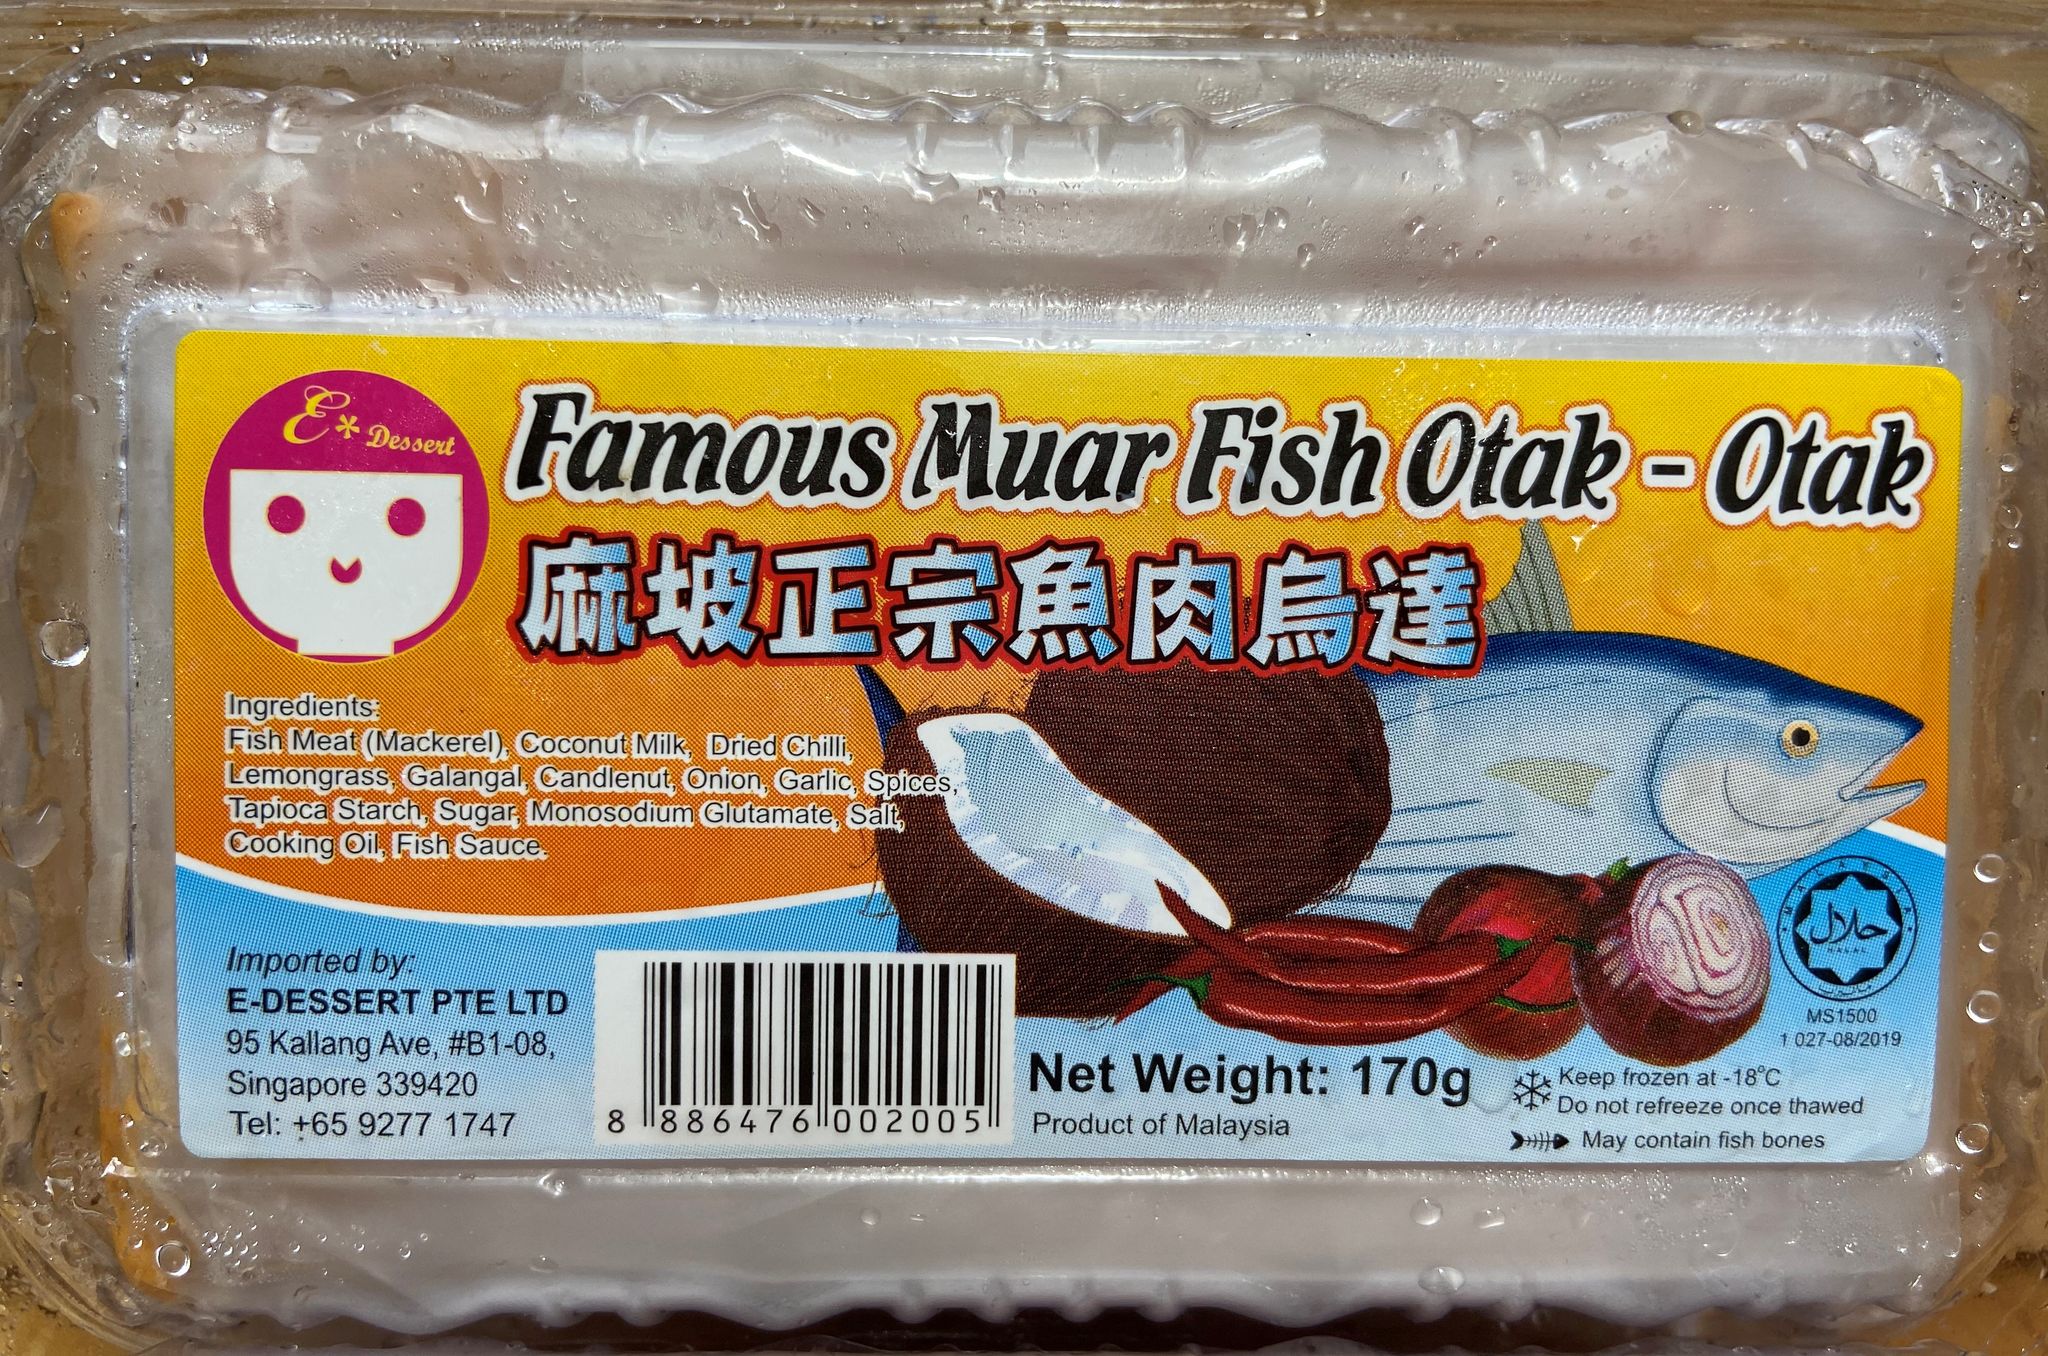 E* Dessert
Famous Muar Fish Otak - Otak
麻坡正宗魚肉烏達
Ingredients:
Fish Meat (Mackerel), Coconut Milk, Dried Chilli,
Lemongrass, Galangal, Candlenut, Onion, Garlic, Spices,
Tapioca Starch, Sugar, Monosodium Glutamate, Salt,
Cooking Oil, Fish Sauce.
Imported by:
E-DESSERT PTE LTD
95 Kallang Ave, #B1-08,
Singapore 339420
Tel: +65 9277 1747
8 886476 002005
Net Weight: 170g
Product of Malaysia
MALAYSIA
حلال
HALAL
MS1500
1 027-08/2019
Keep frozen at -18°C
Do not refreeze once thawed
May contain fish bones